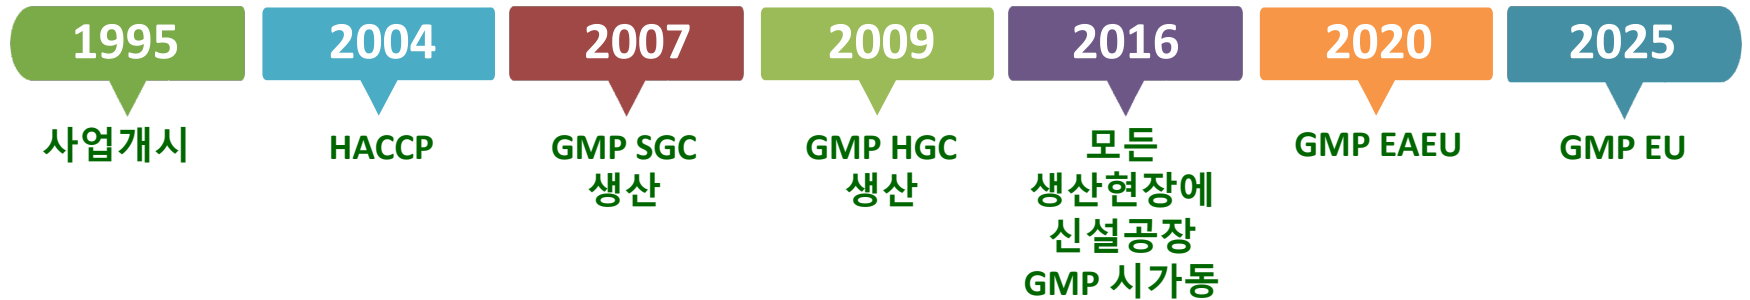 1995
사업개시
2004
HACCP
2007
GMP SGC
생산
2009
GMP HGC
생산
2016
모든
생산현장에
신설공장
GMP 시가동
2020
GMP EAEU
2025
GMP EU